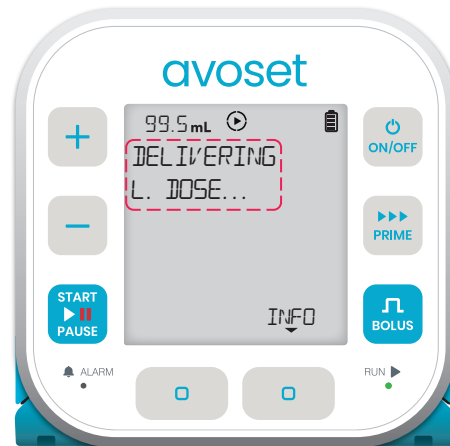 avoset
99.5 mL
DELIVERING
L. DOSE...
INFO
ON/OFF
PRIME
START
PAUSE
BOLUS
ALARM
RUN